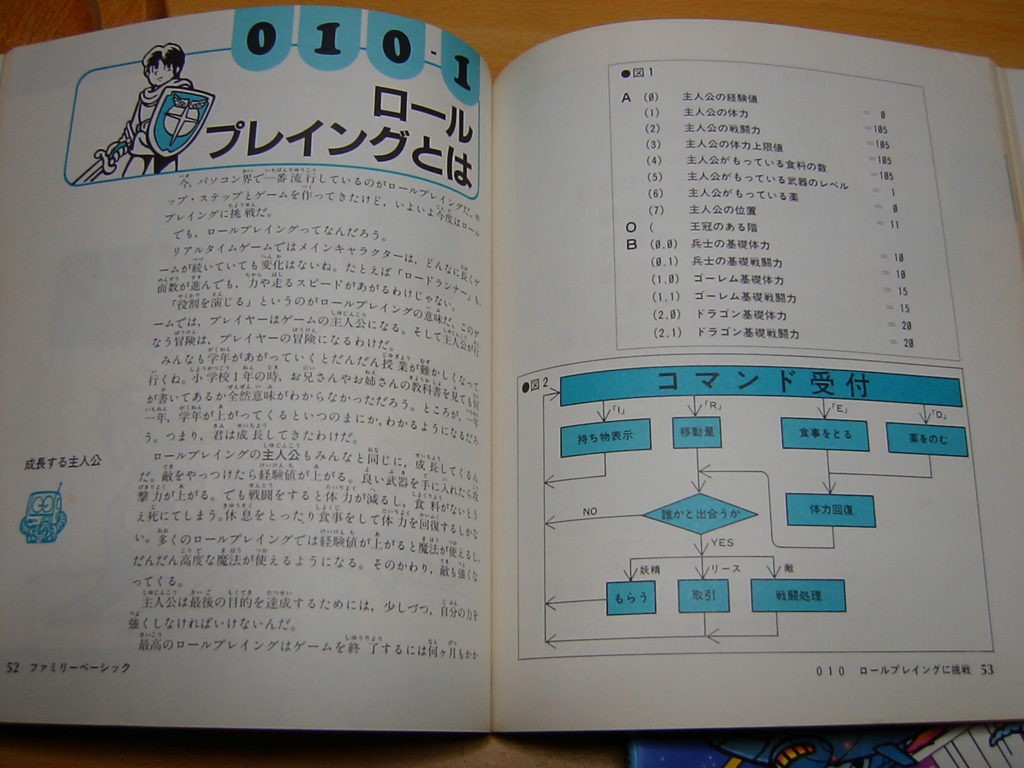 010-1
ロール
プレイングとは
今,パソコン界で一番流行しているのがロールプレイングだ。ホ
ップ・ステップとゲームを作ってきたけど,いよいよ今度はロール
プレイングに挑戦だ。
でも,ロールプレイングってなんだろう。
リアルタイムゲームではメインキャラクターは,どんなに長くゲ
ームが続いていても変化はないね。たとえば「ロードランナー」も,
面数が進んでも,力や走るスピードがあがるわけじゃない。
「役割を演じる」というのがロールプレイングの意味だ。このゲ
ームでは,プレイヤーはゲームの主人公になる。そして主人公が行
なう冒険は,プレイヤーの冒険になるわけだ。
みんなも学年があがっていくとだんだん授業が難かしくなって
行くね。小学校1年の時,お兄さんやお姉さんの教科書を見ても何
が書いてあるか全然意味がわからなかっただろう。ところが,一年
一年,学年が上がってくるといつのまにか,わかるようになるだろ
う。つまり,君は成長してきたわけだ。
成長する主人公
ロールプレイングの主人公もみんなと同じに,成長してくるん
だ。敵をやっつけたら経験値が上がる。良い武器を手に入れたら攻
撃力が上がる。でも戦闘をすると体力が減るし,食料がないとう
え死にてしまう。休息をとったり食事をして体力を回復するしかな
い。多くのロールプレイングでは経験値が上がると魔法が使えるし,
だんだん高度な魔法が使えるようになる。そのかわり,敵も強くな
ってくる。
主人公は最後の目的を達成するためには,少しづつ,自分の力を
強くしなければいけないんだ。
最高のロールプレイングはゲームを終了するには何ヶ月もかか
52 ファミリーベーシック
●図1
A (0) 主人公の経験値 = 0
(1) 主人公の体力 =105
(2) 主人公の戦闘力 =105
(3) 主人公の体力上限値 =105
(4) 主人公がもっている食料の数 =105
(5) 主人公がもっている武器のレベル = 1
(6) 主人公がもっている薬 = 0
(7) 主人公の位置 = 11
O ( 王冠のある階
B (0,0) 兵士の基礎体力 = 10
(0,1) 兵士の基礎戦闘力 = 10
(1,0) ゴーレム基礎体力 = 15
(1,1) ゴーレム基礎戦闘力 = 15
(2,0) ドラゴン基礎体力 = 20
(2,1) ドラゴン基礎戦闘力 = 20
●図2
コマンド受付
「I」 「R」 「E」 「D」
持ち物表示 移動量 食事をとる 薬をのむ
誰かと出会うか 体力回復
NO
YES
妖精 リース 敵
もらう 取引 戦闘処理
010 ロールプレイングに挑戦 53